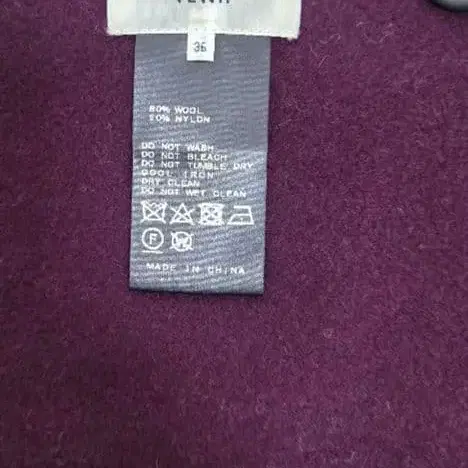 36
80% WOOL
20% NYLON
DO NOT WASH
DO NOT BLEACH
DO NOT TUMBLE DRY
COOL IRON
DRY CLEAN
DO NOT WET CLEAN
F
W
MADE IN CHINA